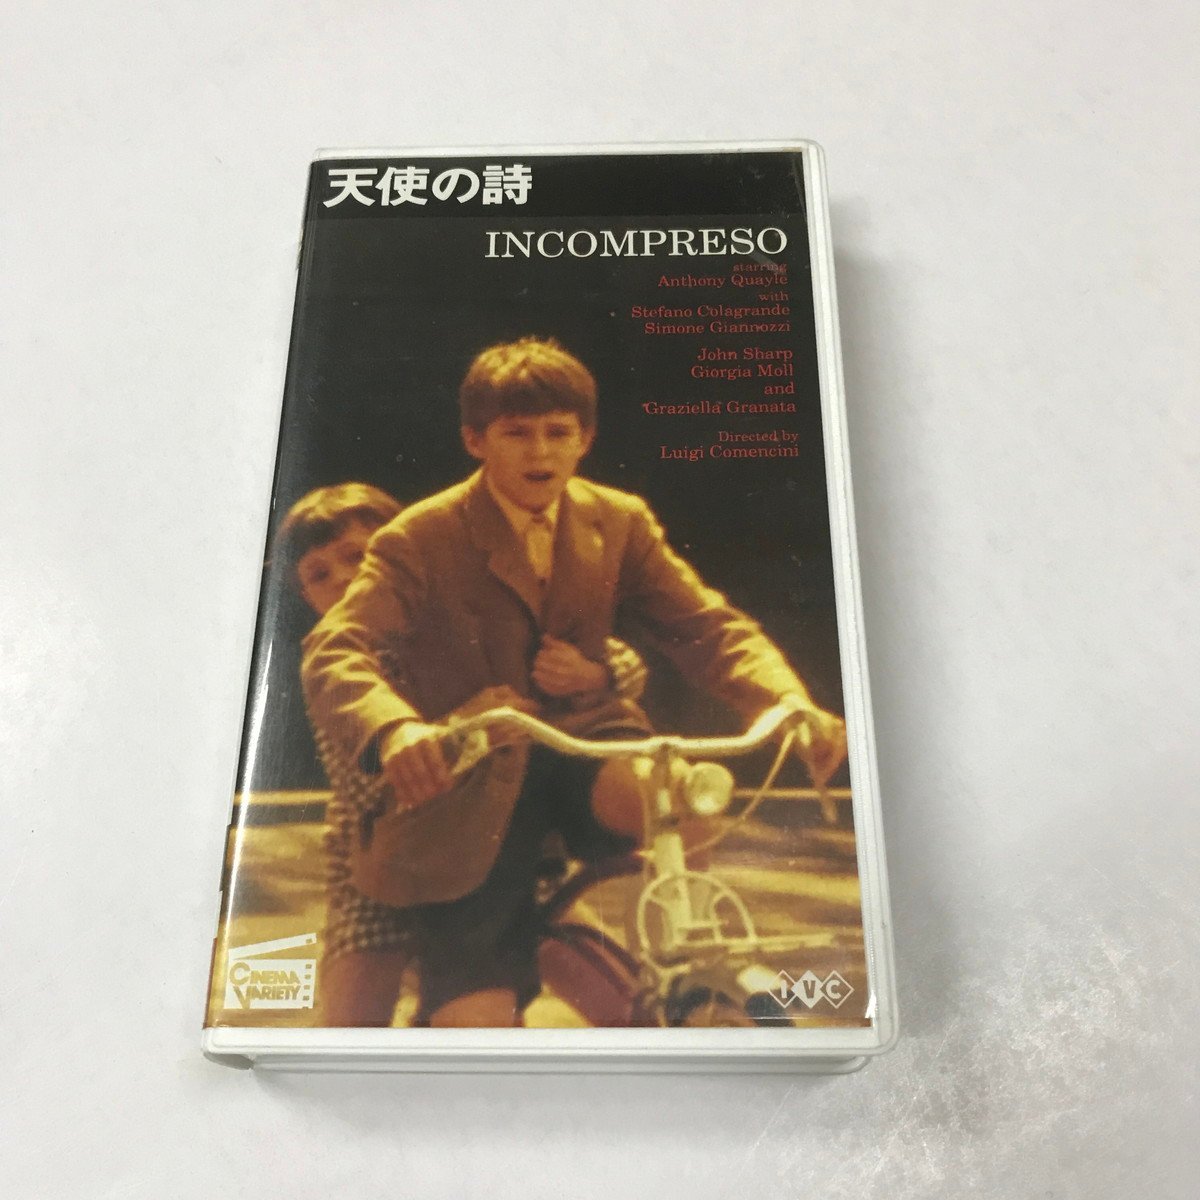 天使の詩
INCOMPRESO
starring
Anthony Quayle
with
Stefano Colagrande
Simone Giannozzi
John Sharp
Giorgia Moll
and
Graziella Granata
Directed by
Luigi Comencini
CINEMA
VARIETY
IVC